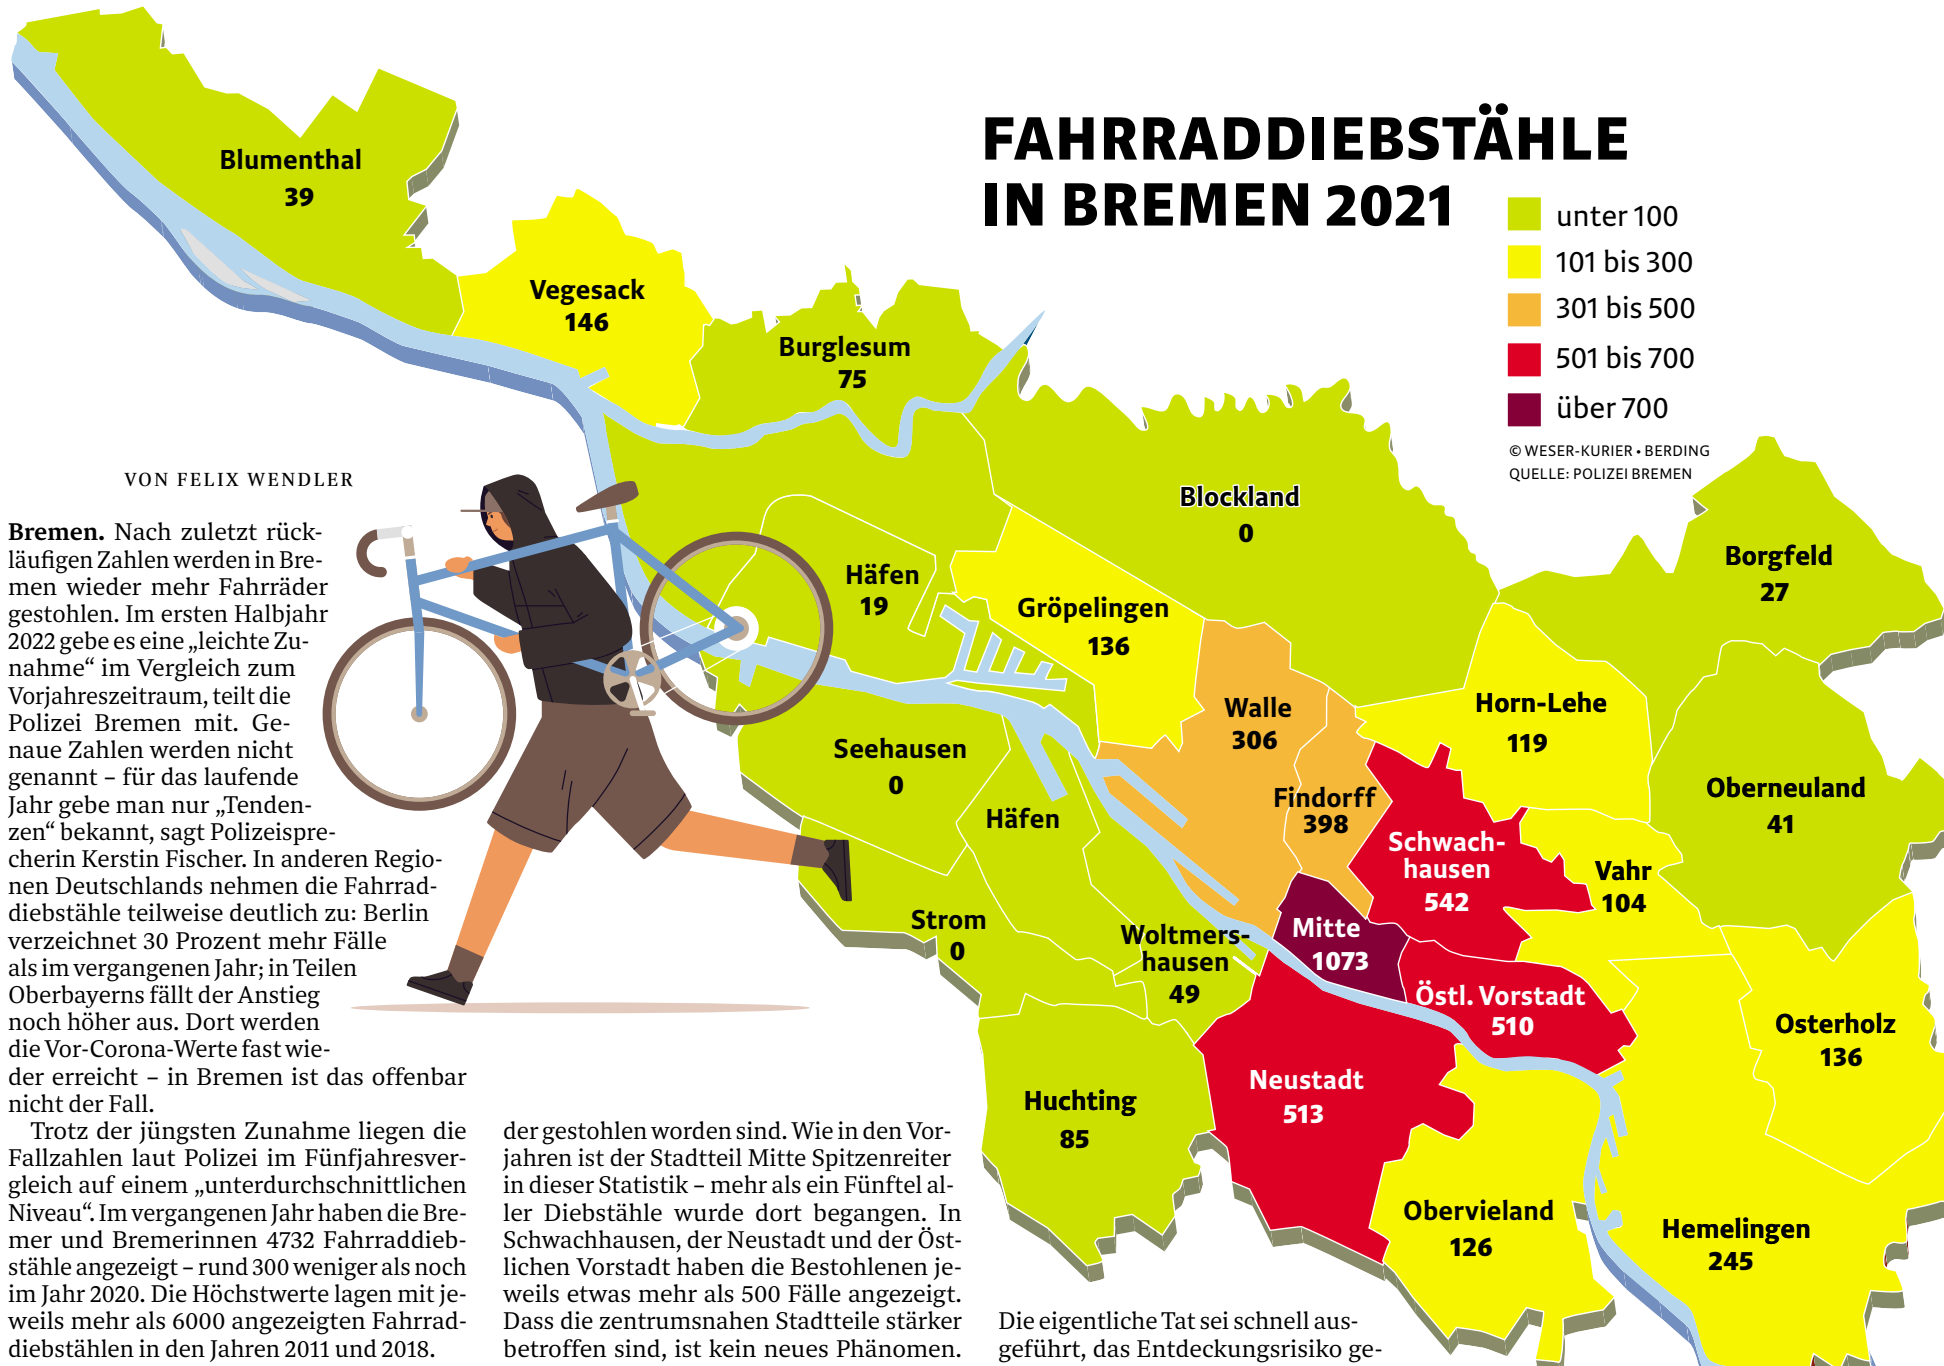 FAHRRADDIEBSTÄHLE
IN BREMEN 2021
unter 100
101 bis 300
301 bis 500
501 bis 700
über 700
© WESER-KURIER • BERDING
QUELLE: POLIZEI BREMEN
Blumenthal
39
Vegesack
146
Burglesum
75
Blockland
0
Borgfeld
27
Häfen
19
Gröpelingen
136
Walle
306
Horn-Lehe
119
Seehausen
0
Häfen
Findorff
398
Oberneuland
41
Schwach-
hausen
542
Vahr
104
Strom
0
Woltmers-
hausen
49
Mitte
1073
Östl. Vorstadt
510
Osterholz
136
Huchting
85
Neustadt
513
Obervieland
126
Hemelingen
245
VON FELIX WENDLER
Bremen. Nach zuletzt rück-
läufigen Zahlen werden in Bre-
men wieder mehr Fahrräder
gestohlen. Im ersten Halbjahr
2022 gebe es eine „leichte Zu-
nahme“ im Vergleich zum
Vorjahreszeitraum, teilt die
Polizei Bremen mit. Ge-
naue Zahlen werden nicht
genannt – für das laufende
Jahr gebe man nur „Tenden-
zen“ bekannt, sagt Polizeispre-
cherin Kerstin Fischer. In anderen Regio-
nen Deutschlands nehmen die Fahrrad-
diebstähle teilweise deutlich zu: Berlin
verzeichnet 30 Prozent mehr Fälle
als im vergangenen Jahr; in Teilen
Oberbayerns fällt der Anstieg
noch höher aus. Dort werden
die Vor-Corona-Werte fast wie-
der erreicht – in Bremen ist das offenbar
nicht der Fall.
Trotz der jüngsten Zunahme liegen die
Fallzahlen laut Polizei im Fünfjahresver-
gleich auf einem „unterdurchschnittlichen
Niveau“. Im vergangenen Jahr haben die Bre-
mer und Bremerinnen 4732 Fahrraddieb-
stähle angezeigt – rund 300 weniger als noch
im Jahr 2020. Die Höchstwerte lagen mit je-
weils mehr als 6000 angezeigten Fahrrad-
diebstählen in den Jahren 2011 und 2018.
der gestohlen worden sind. Wie in den Vor-
jahren ist der Stadtteil Mitte Spitzenreiter
in dieser Statistik – mehr als ein Fünftel al-
ler Diebstähle wurde dort begangen. In
Schwachhausen, der Neustadt und der Öst-
lichen Vorstadt haben die Bestohlenen je-
weils etwas mehr als 500 Fälle angezeigt.
Dass die zentrumsnahen Stadtteile stärker
betroffen sind, ist kein neues Phänomen.
Die eigentliche Tat sei schnell aus-
geführt, das Entdeckungsrisiko ge-